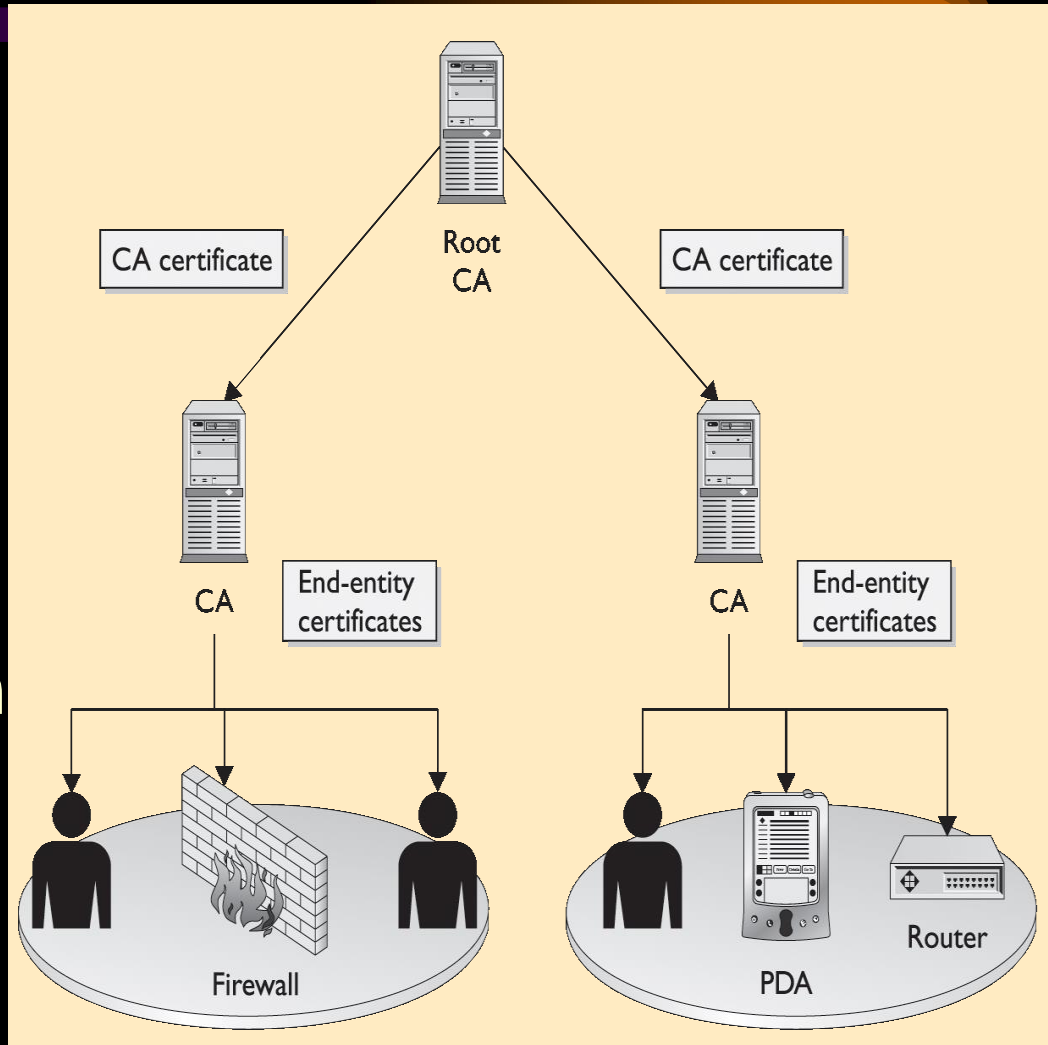 Root
CA
CA certificate
CA certificate
CA
End-entity
certificates
CA
End-entity
certificates
Firewall
PDA
Router